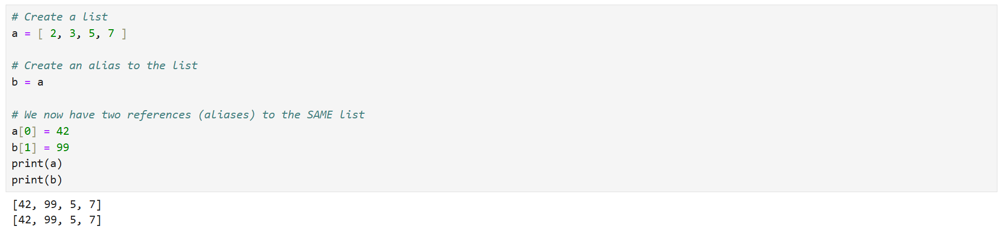 # Create a list
a = [ 2, 3, 5, 7 ]
# Create an alias to the list
b = a
# We now have two references (aliases) to the SAME list
a[0] = 42
b[1] = 99
print(a)
print(b)
[42, 99, 5, 7]
[42, 99, 5, 7]